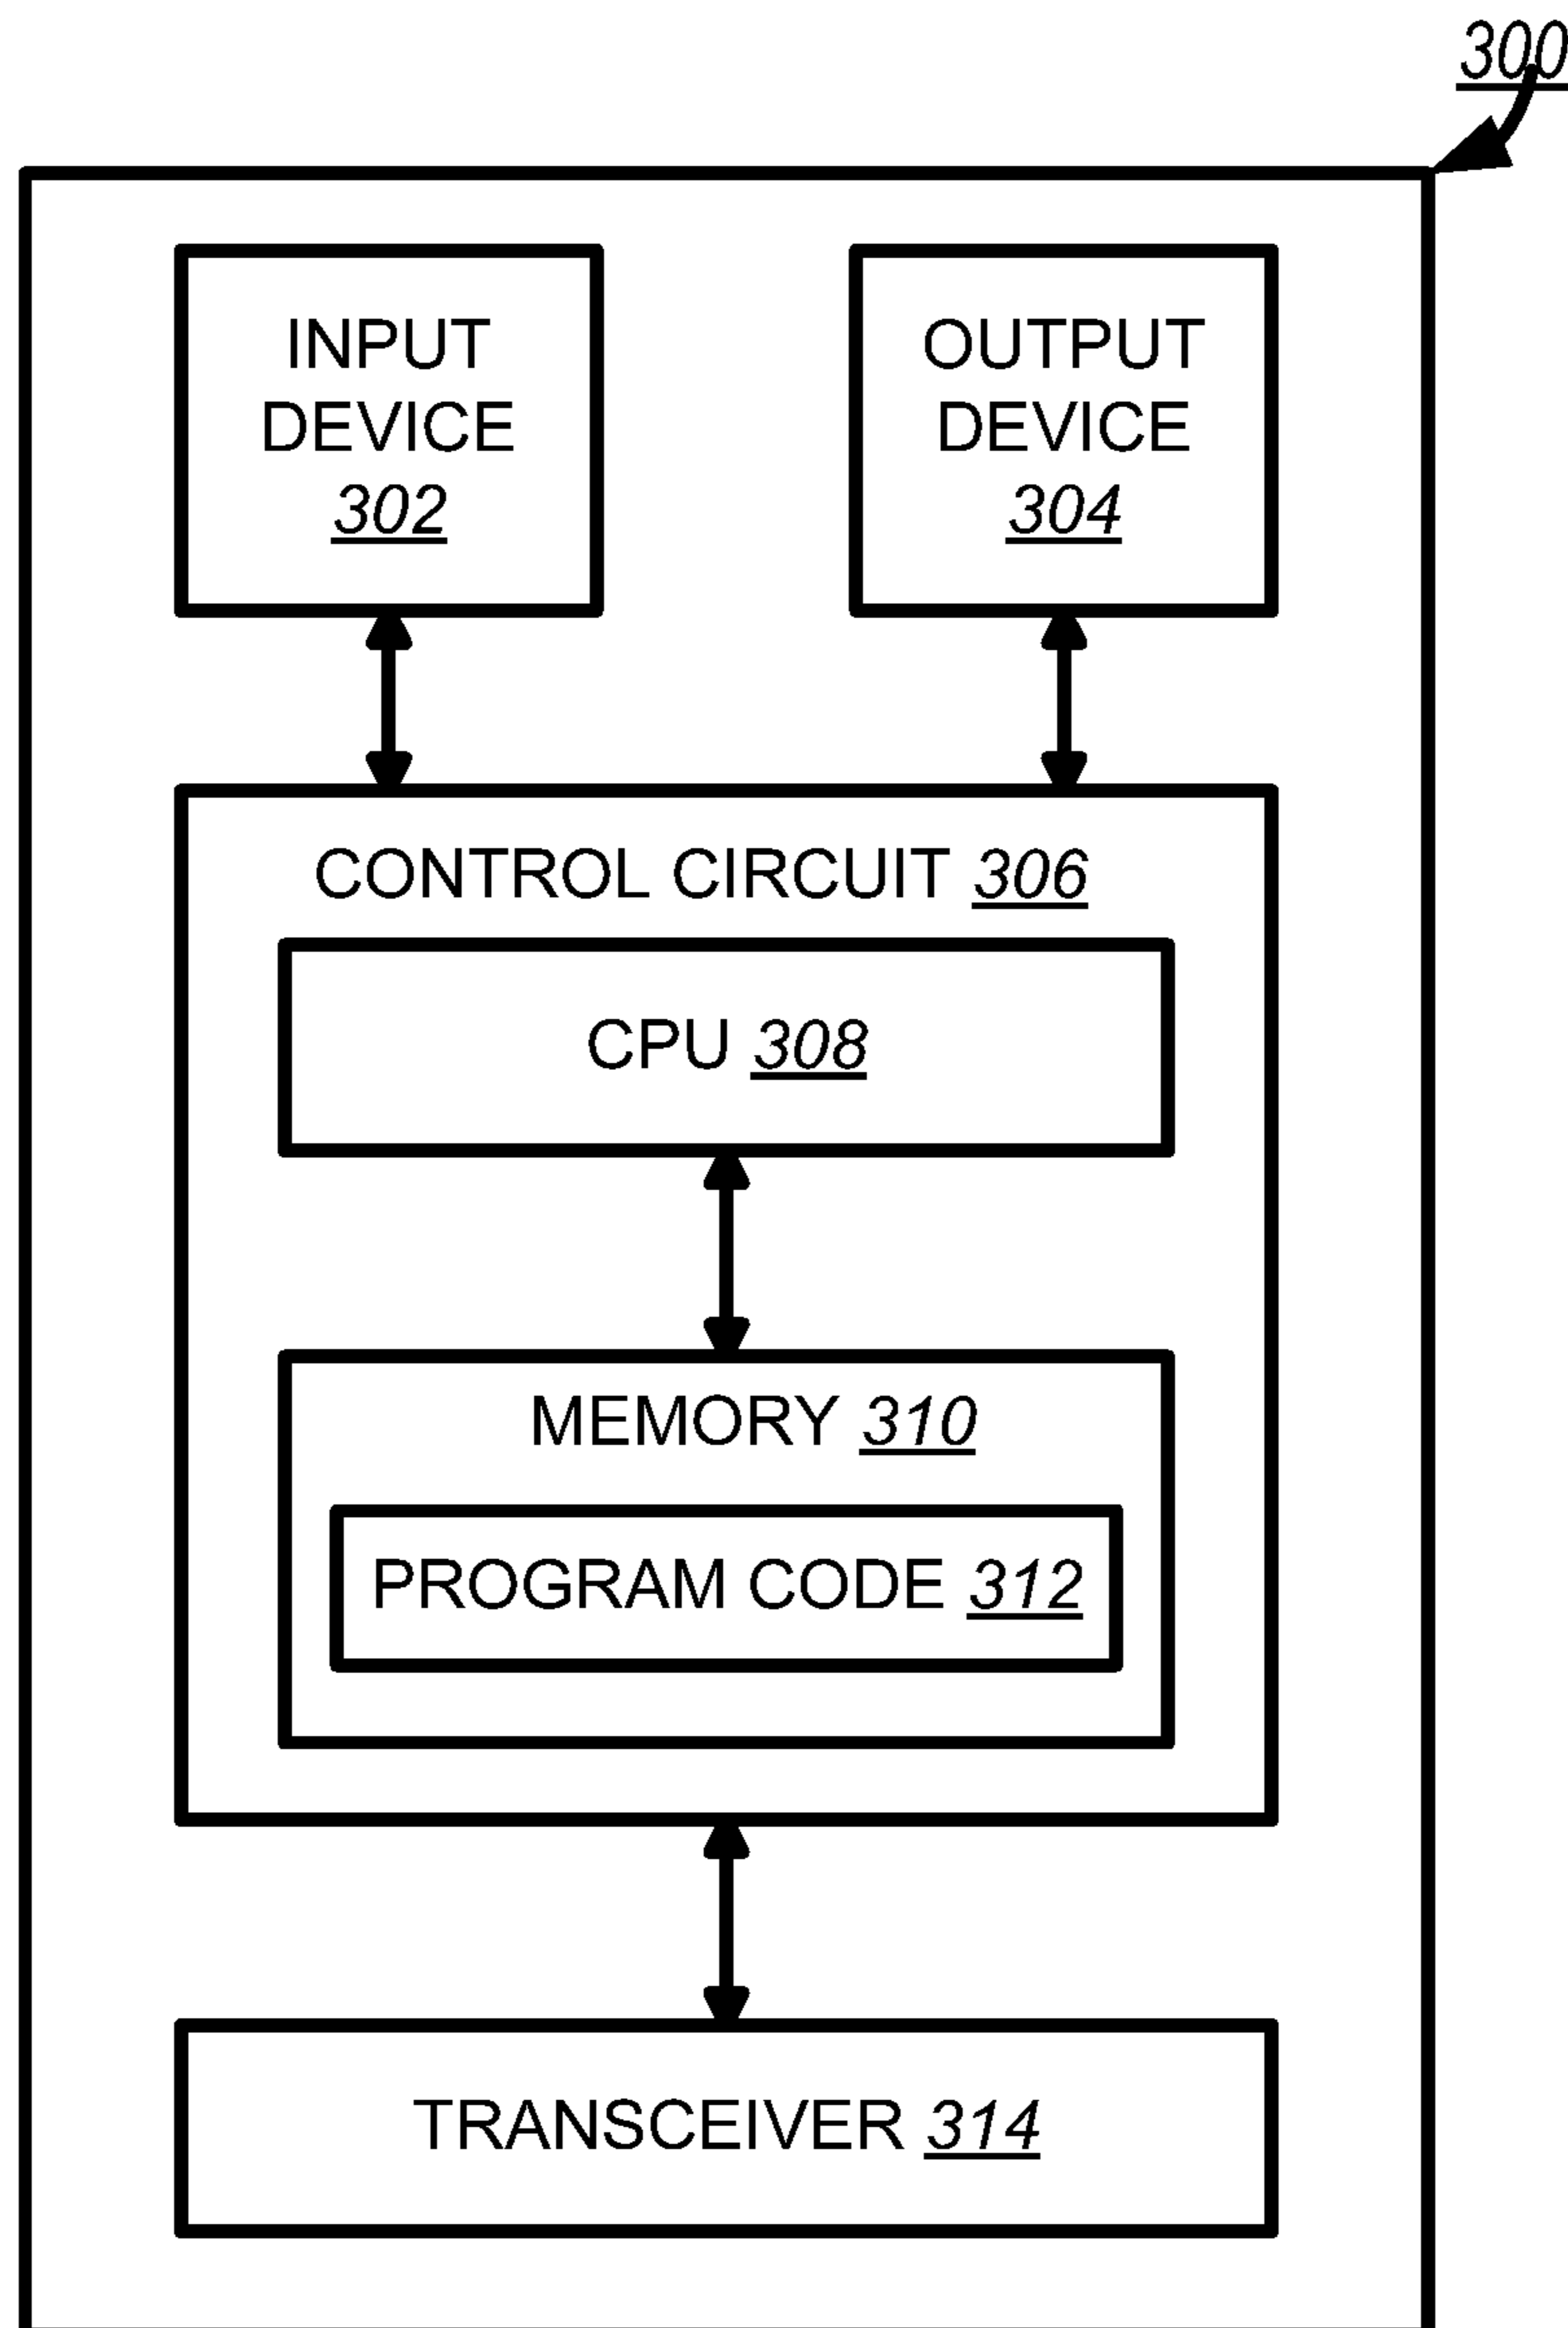 300
INPUT
DEVICE
302
OUTPUT
DEVICE
304
CONTROL CIRCUIT 306
CPU 308
MEMORY 310
PROGRAM CODE 312
TRANSCEIVER 314